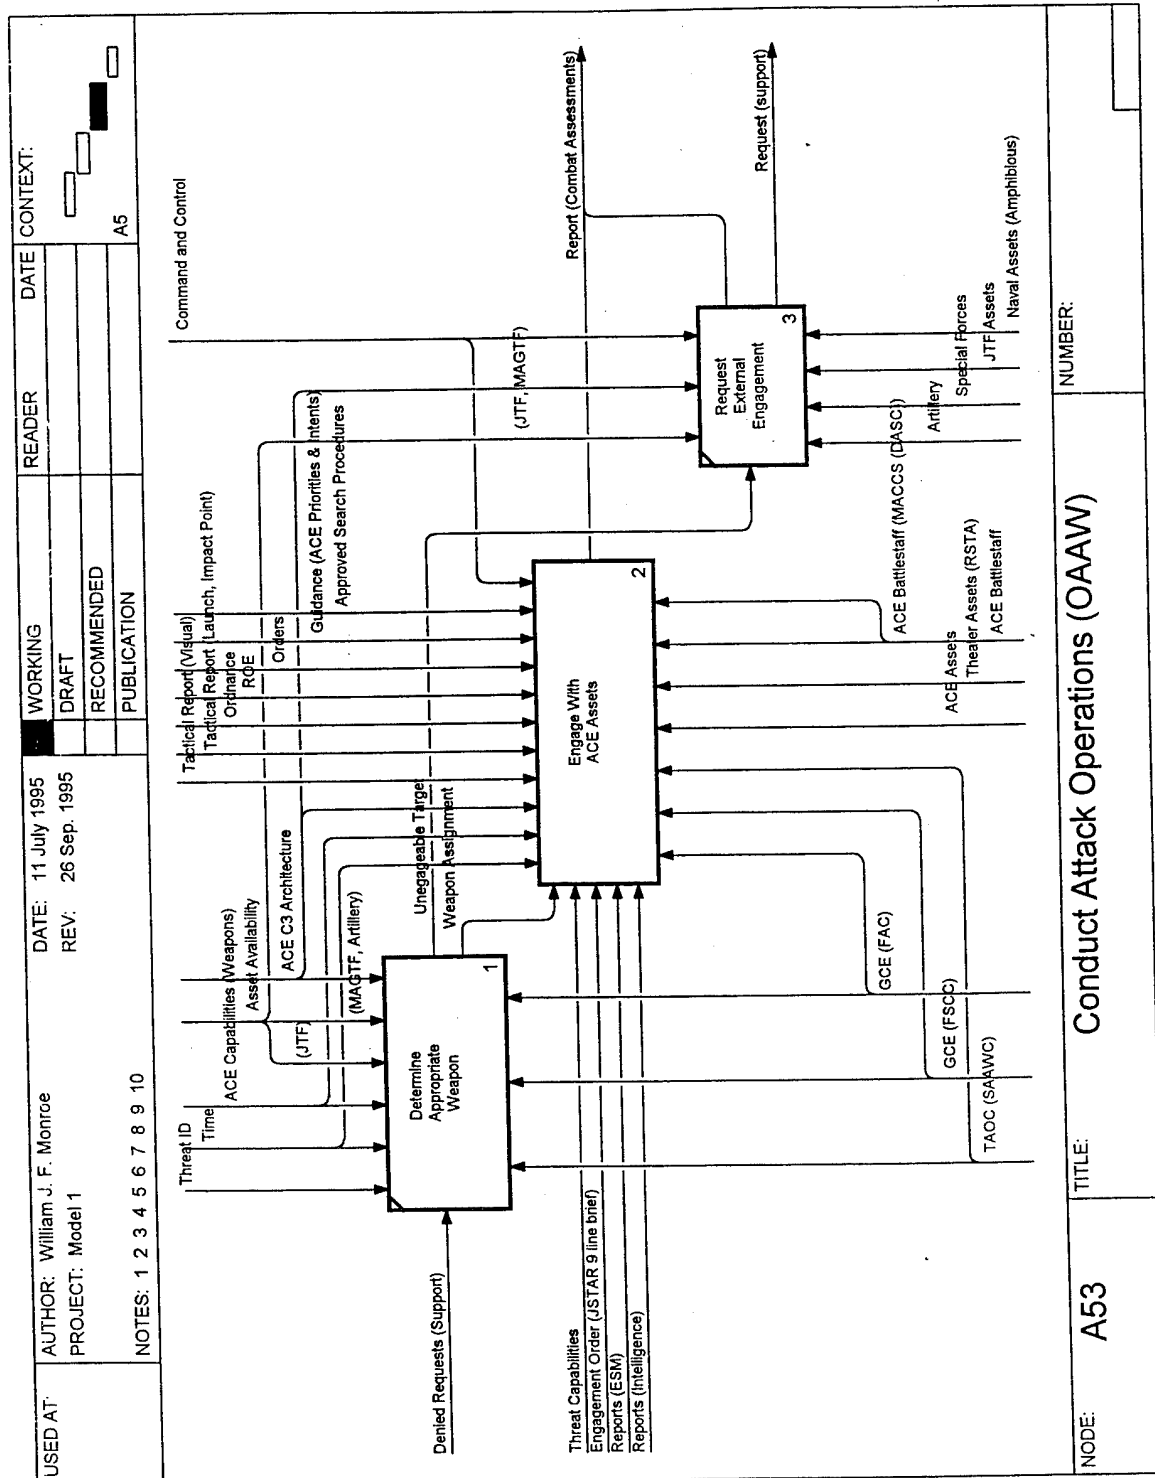 USED AT:
AUTHOR: William J. F. Monroe
PROJECT: Model 1
NOTES: 1 2 3 4 5 6 7 8 9 10
DATE: 11 July 1995
REV: 26 Sep. 1995
WORKING
DRAFT
RECOMMENDED
PUBLICATION
READER
DATE
CONTEXT:
A5
Threat ID
Time
ACE Capabilities (Weapons)
Asset Availability
(JTF)
ACE C3 Architecture
(MAGTF, Artillery)
Tactical Report (Visual)
Tactical Report (Launch, Impact Point)
Ordnance
ROE
Orders
Guidance (ACE Priorities & Intents)
Approved Search Procedures
Command and Control
(JTF, MAGTF)
Denied Requests (Support)
Determine
Appropriate
Weapon
1
Unegageable Target
Weapon Assignment
Threat Capabilities
Engagement Order (JSTAR 9 line brief)
Reports (ESM)
Reports (Intelligence)
Engage With
ACE Assets
2
Request
External
Engagement
3
Report (Combat Assessments)
Request (support)
TAOC (SAAWC)
GCE (FSCC)
GCE (FAC)
ACE Assets
Theater Assets (RSTA)
ACE Battlestaff
ACE Battlestaff (MACCS (DASC))
Artillery
Special Forces
JTF Assets
Naval Assets (Amphibious)
NODE:
A53
TITLE:
Conduct Attack Operations (OAAW)
NUMBER: